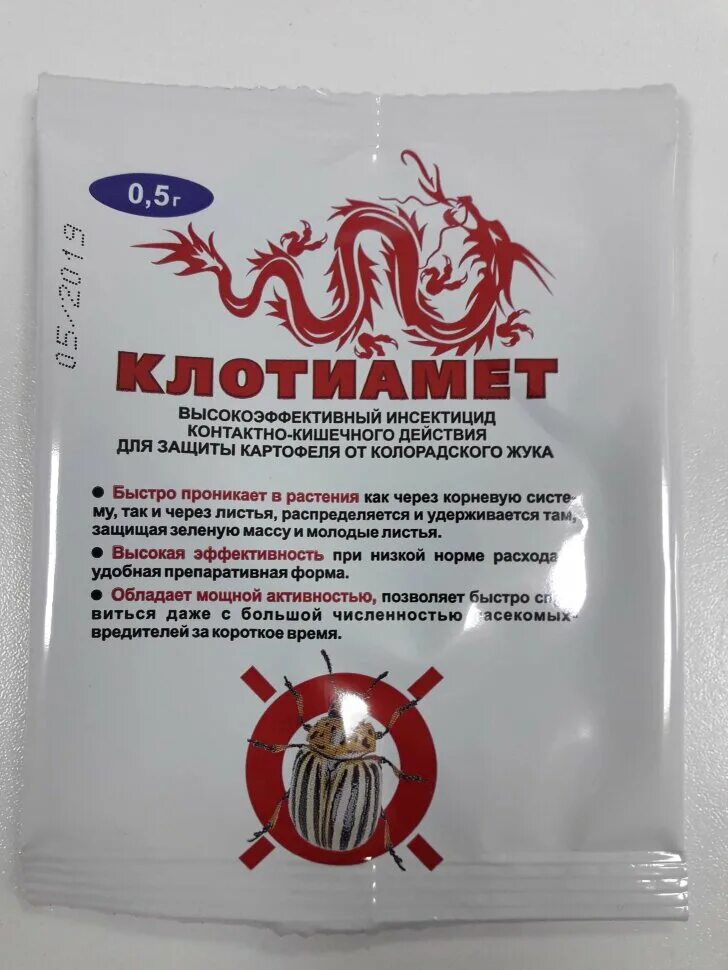 0,5г
05/2019
КЛОТИАМЕТ
ВЫСОКОЭФФЕКТИВНЫЙ ИНСЕКТИЦИД
КОНТАКТНО-КИШЕЧНОГО ДЕЙСТВИЯ
ДЛЯ ЗАЩИТЫ КАРТОФЕЛЯ ОТ КОЛОРАДСКОГО ЖУКА
● Быстро проникает в растения как через корневую систе-
му, так и через листья, распределяется и удерживается там,
защищая зеленую массу и молодые листья.
● Высокая эффективность при низкой норме расхода
удобная препаративная форма.
● Обладает мощной активностью, позволяет быстро
виться даже с большой численностью
вредителей за короткое время.